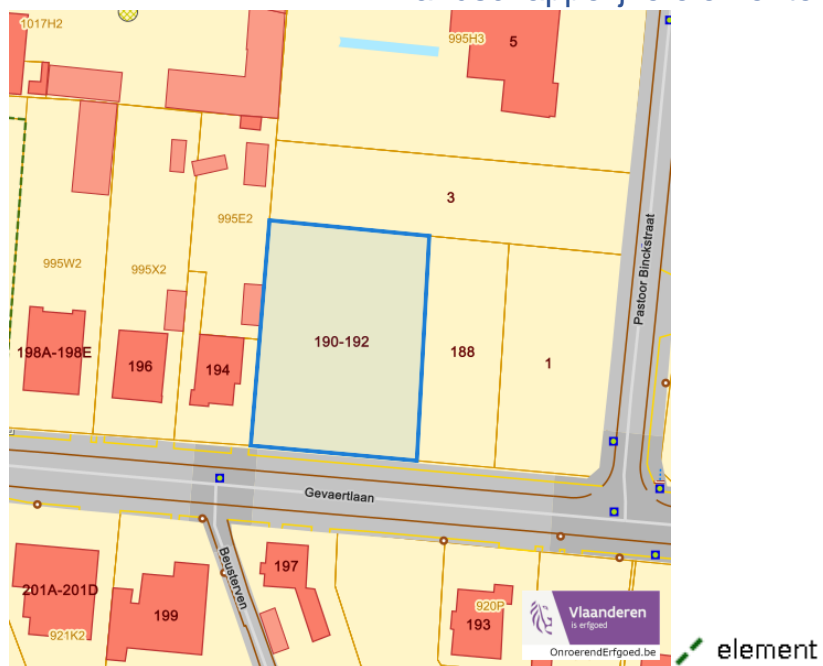 1017H2
995H3
5
3
995E2
995W2
995X2
Pastoor Binckstraat
190-192
188
1
198A-198E
196
194
Gevaertlaan
Beusterven
197
201A-201D
199
921K2
920P
193
Vlaanderen
is erfgoed
OnroerendErfgoed.be
element